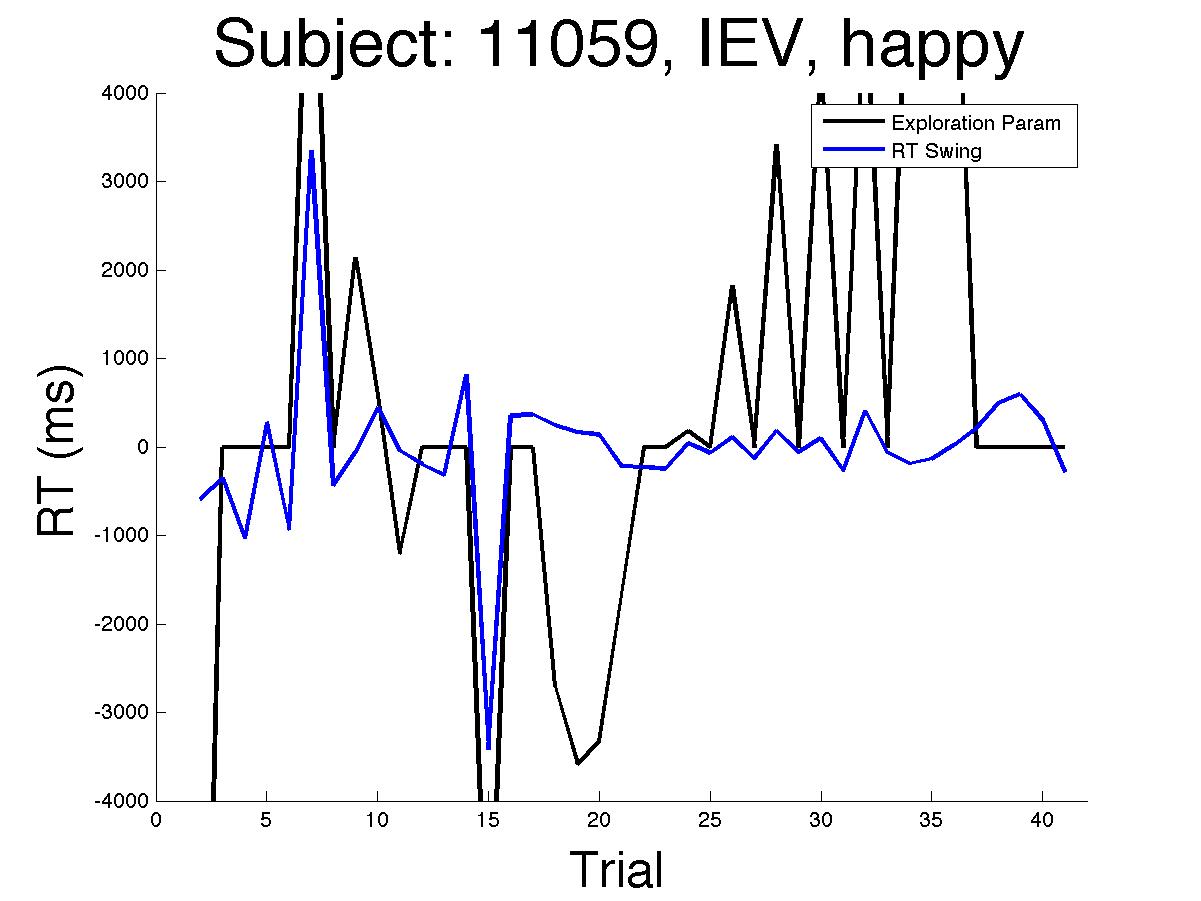 Subject: 11059, IEV, happy
4000
3000
2000
1000
0
-1000
-2000
-3000
-4000
RT (ms)
Exploration Param
RT Swing
0 5 10 15 20 25 30 35 40
Trial